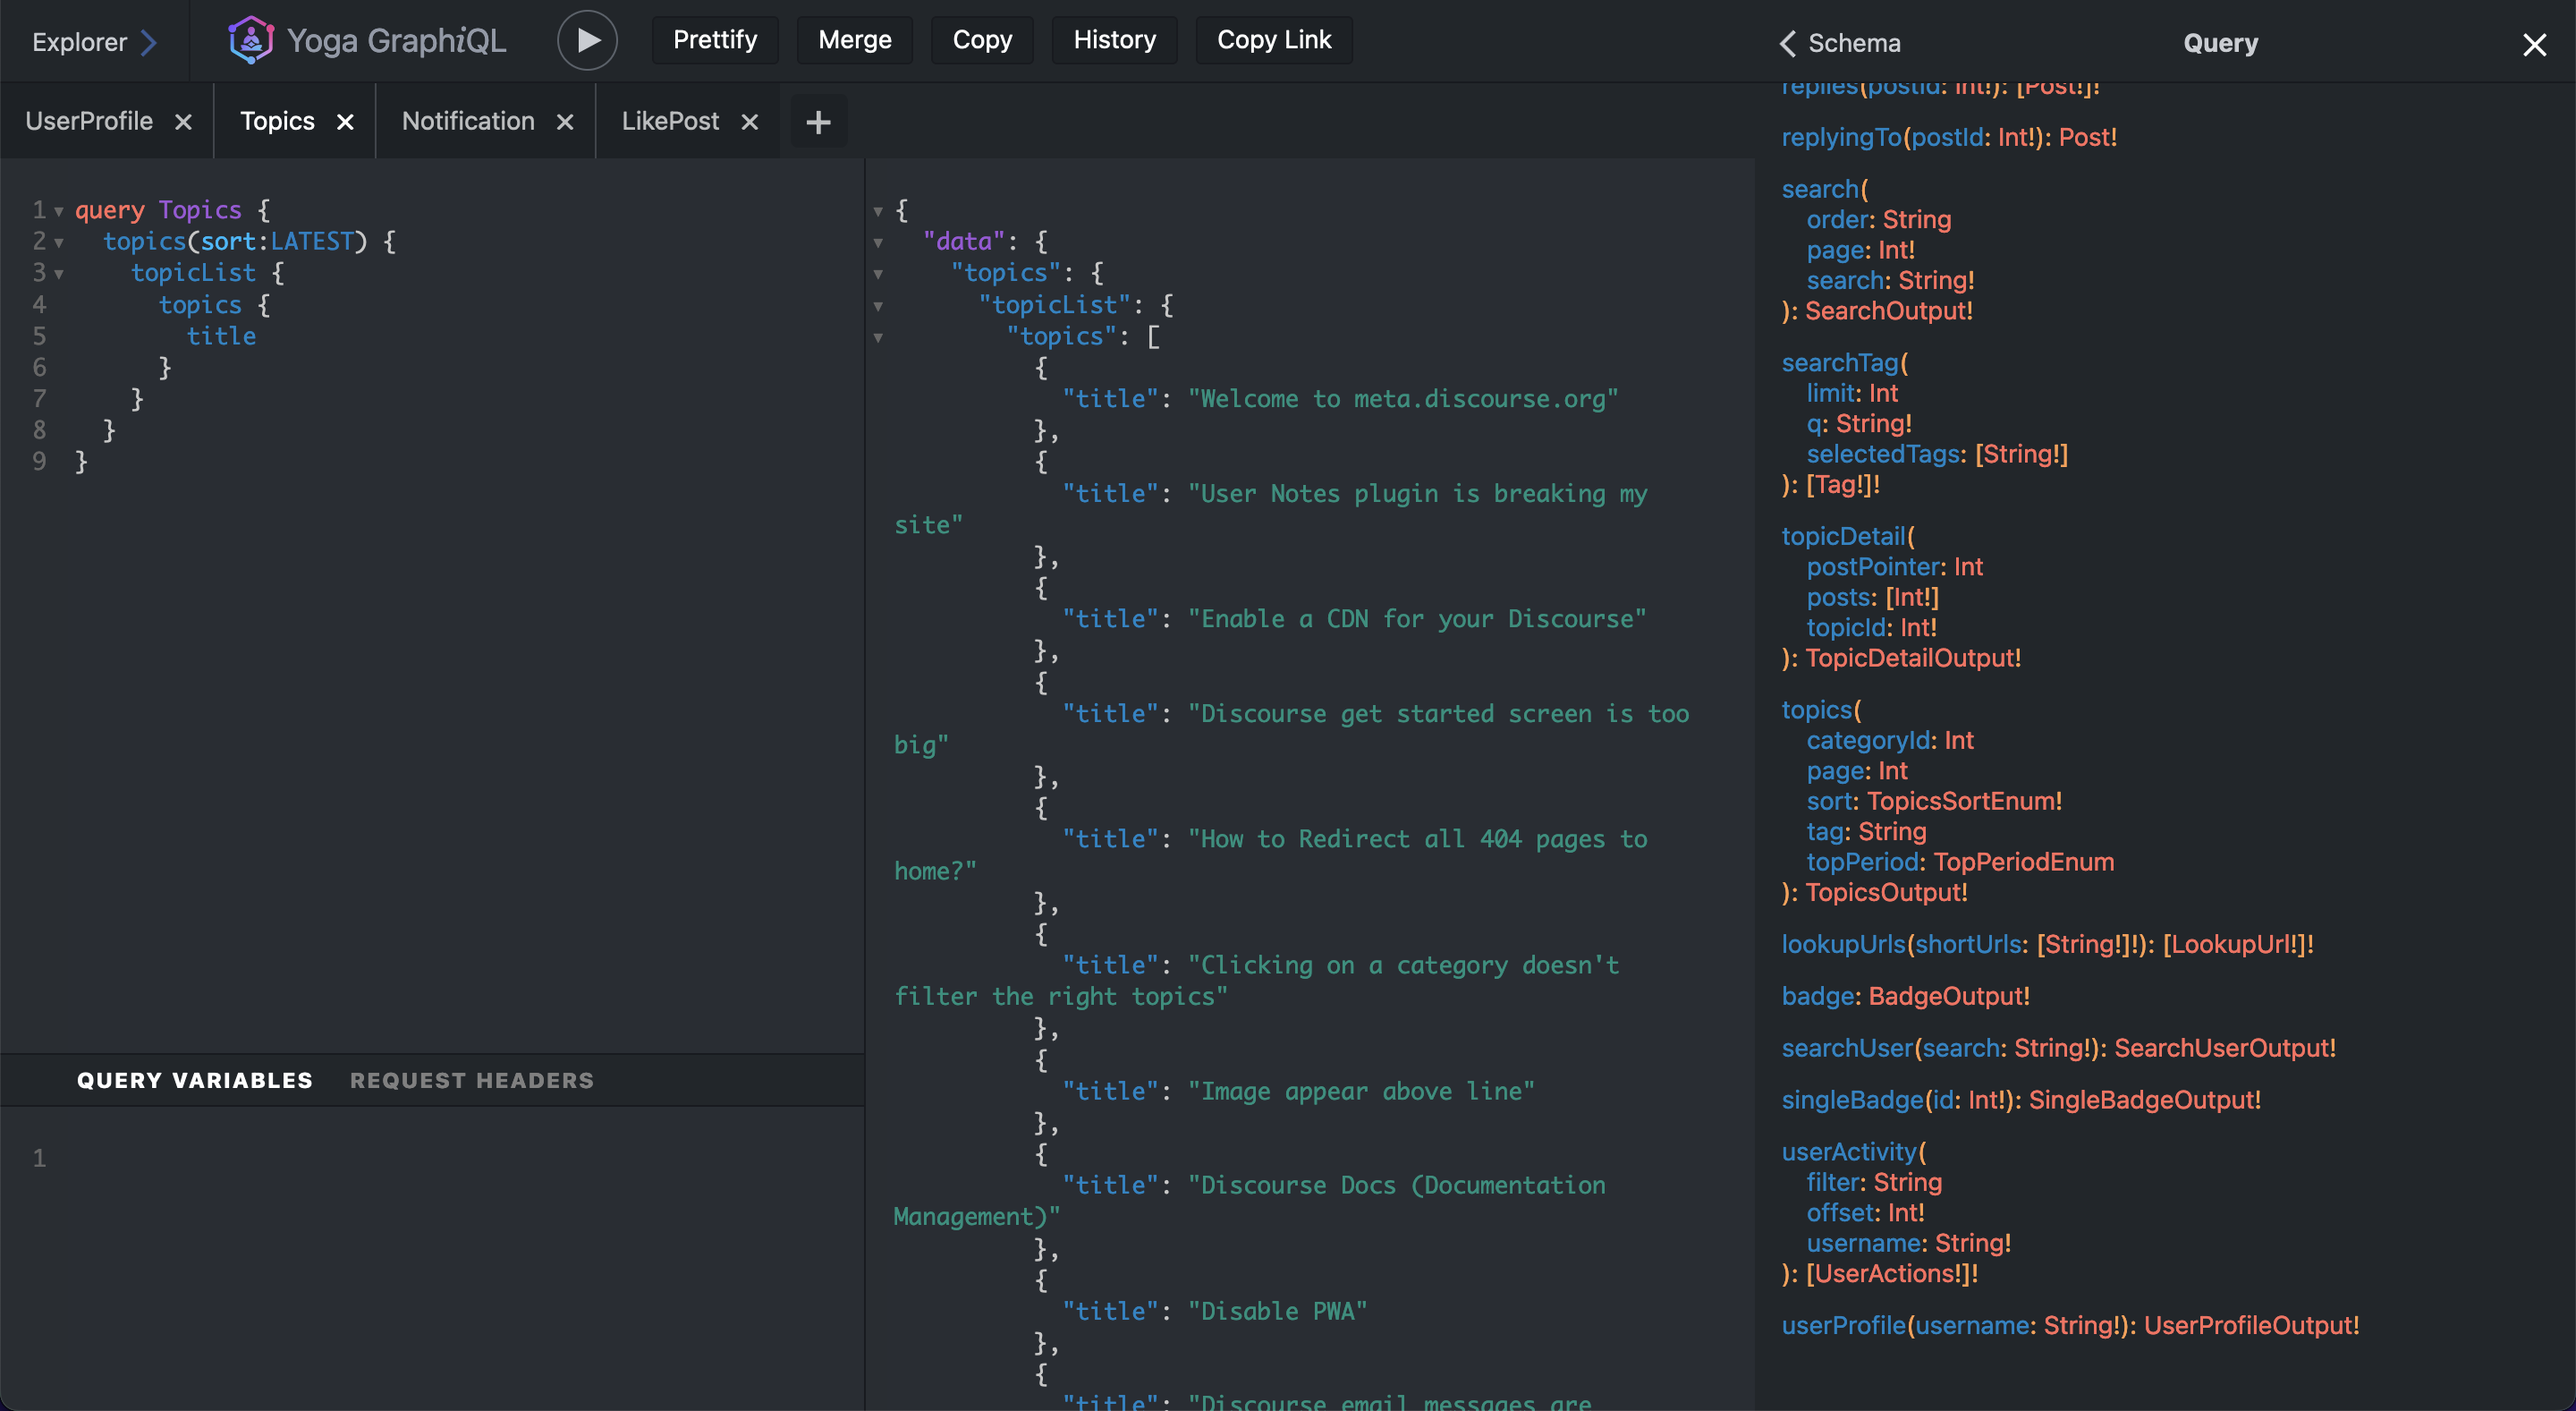 Explorer
Yoga GraphiQL
Prettify
Merge
Copy
History
Copy Link
Schema
Query
UserProfile
Topics
Notification
LikePost
1 query Topics {
2 topics(sort:LATEST) {
3 topicList {
4 topics {
5 title
6 }
7 }
8 }
9 }
QUERY VARIABLES
REQUEST HEADERS
1
{
"data": {
"topics": {
"topicList": {
"topics": [
{
"title": "Welcome to meta.discourse.org"
},
{
"title": "User Notes plugin is breaking my
site"
},
{
"title": "Enable a CDN for your Discourse"
},
{
"title": "Discourse get started screen is too
big"
},
{
"title": "How to Redirect all 404 pages to
home?"
},
{
"title": "Clicking on a category doesn't
filter the right topics"
},
{
"title": "Image appear above line"
},
{
"title": "Discourse Docs (Documentation
Management)"
},
{
"title": "Disable PWA"
},
{
"title": "Discourse email messages are
replies(postId: Int!): [Post!]!
replyingTo(postId: Int!): Post!
search(
order: String
page: Int!
search: String!
): SearchOutput!
searchTag(
limit: Int
q: String!
selectedTags: [String!]
): [Tag!]!
topicDetail(
postPointer: Int
posts: [Int!]
topicId: Int!
): TopicDetailOutput!
topics(
categoryId: Int
page: Int
sort: TopicsSortEnum!
tag: String
topPeriod: TopPeriodEnum
): TopicsOutput!
lookupUrls(shortUrls: [String!]!): [LookupUrl!]!
badge: BadgeOutput!
searchUser(search: String!): SearchUserOutput!
singleBadge(id: Int!): SingleBadgeOutput!
userActivity(
filter: String
offset: Int!
username: String!
): [UserActions!]!
userProfile(username: String!): UserProfileOutput!